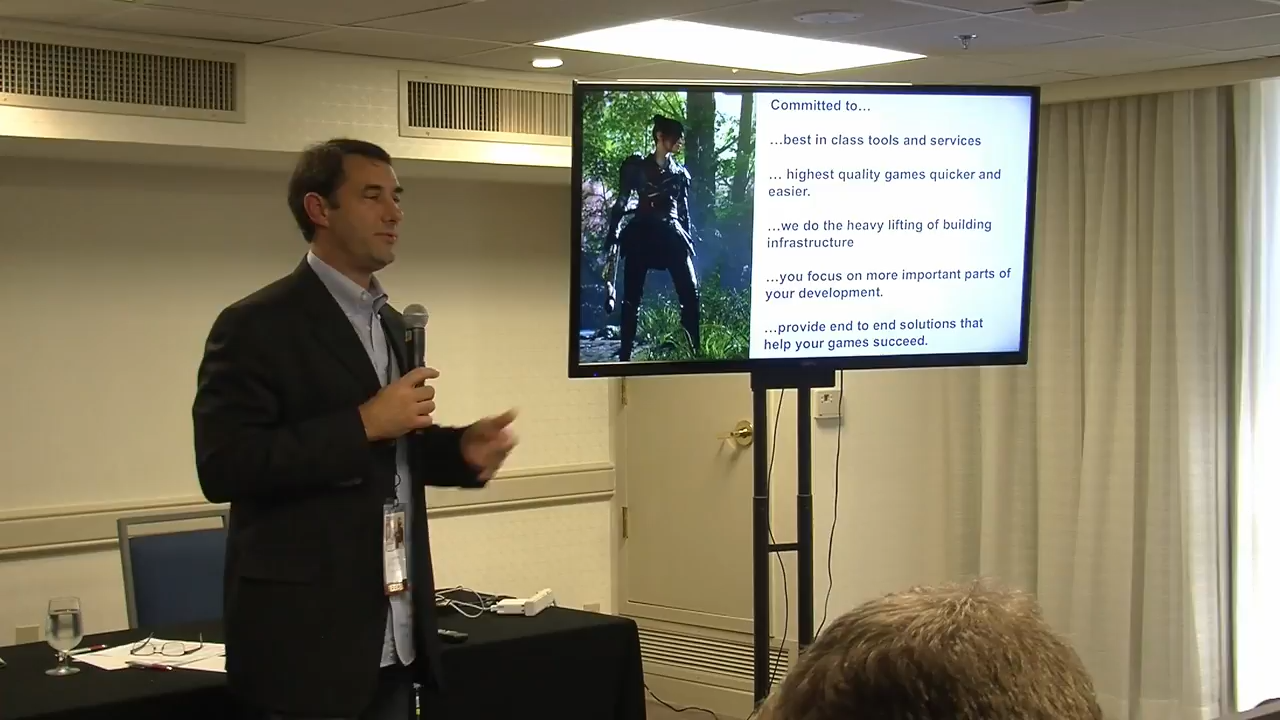 Committed to...
...best in class tools and services
... highest quality games quicker and
easier.
...we do the heavy lifting of building
infrastructure
...you focus on more important parts of
your development.
...provide end to end solutions that
help your games succeed.